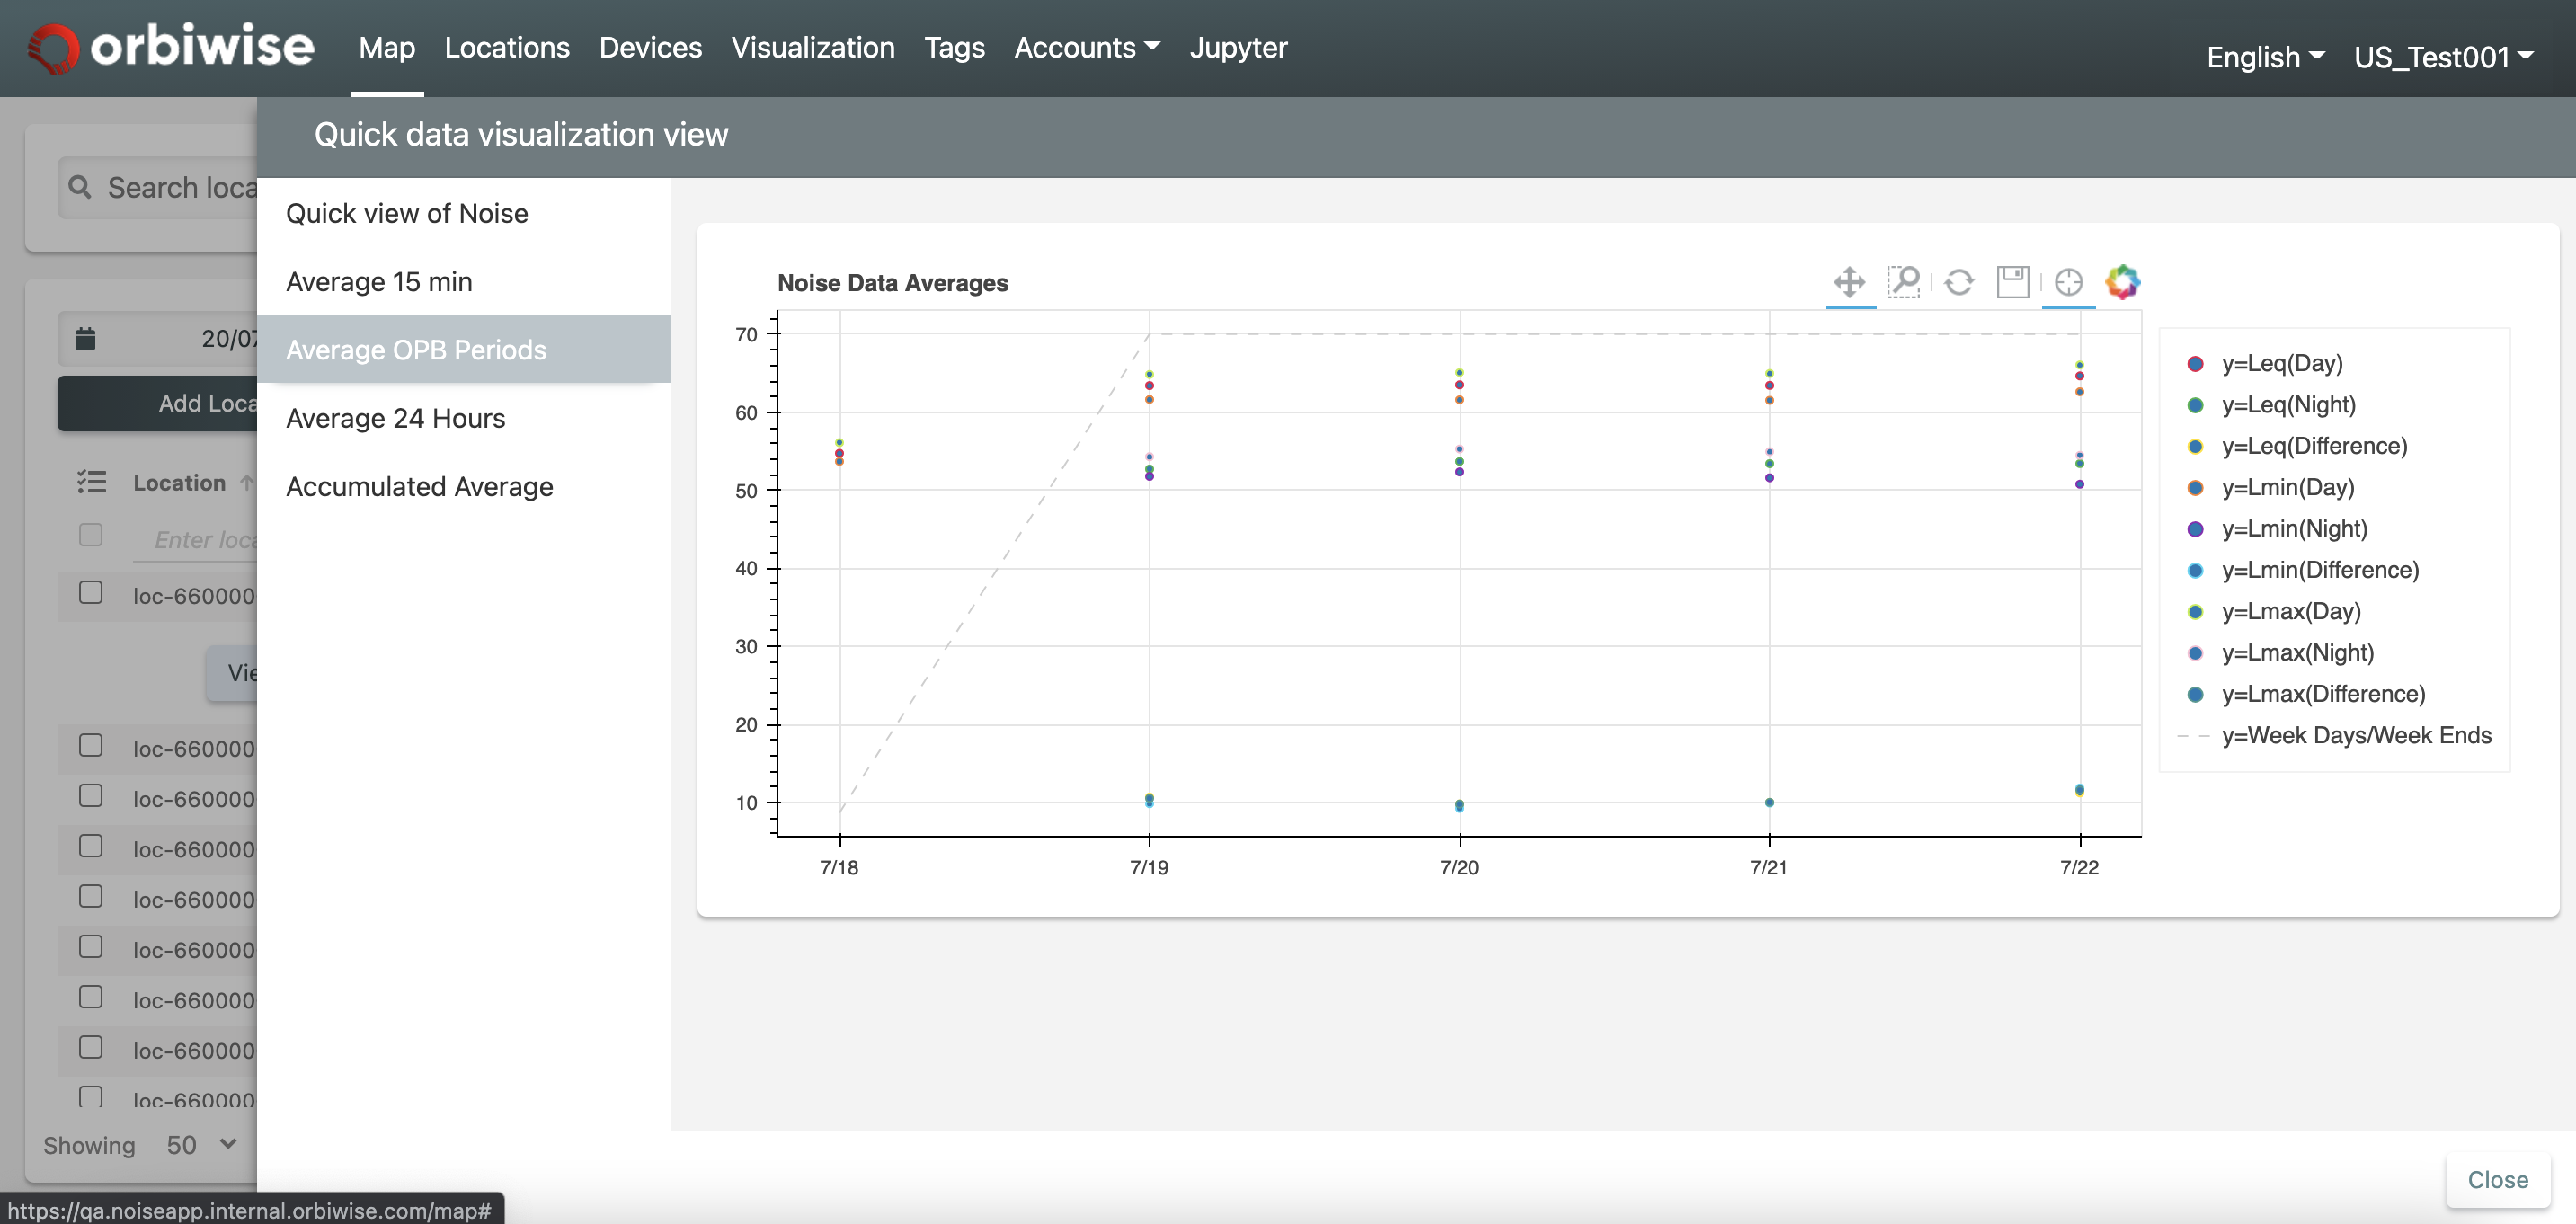 orbiwise Map Locations Devices Visualization Tags Accounts Jupyter English US_Test001
Quick data visualization view
Search loca
20/07
Add Loca
Location
Enter loca
loc-660000
Vie
loc-660000
loc-660000
loc-660000
loc-660000
loc-660000
loc-660000
loc-660000
loc-660000
Showing 50
Quick view of Noise
Average 15 min
Average OPB Periods
Average 24 Hours
Accumulated Average
Noise Data Averages
70
60
50
40
30
20
10
7/18 7/19 7/20 7/21 7/22
y=Leq(Day)
y=Leq(Night)
y=Leq(Difference)
y=Lmin(Day)
y=Lmin(Night)
y=Lmin(Difference)
y=Lmax(Day)
y=Lmax(Night)
y=Lmax(Difference)
y=Week Days/Week Ends
Close
https://qa.noiseapp.internal.orbiwise.com/map#